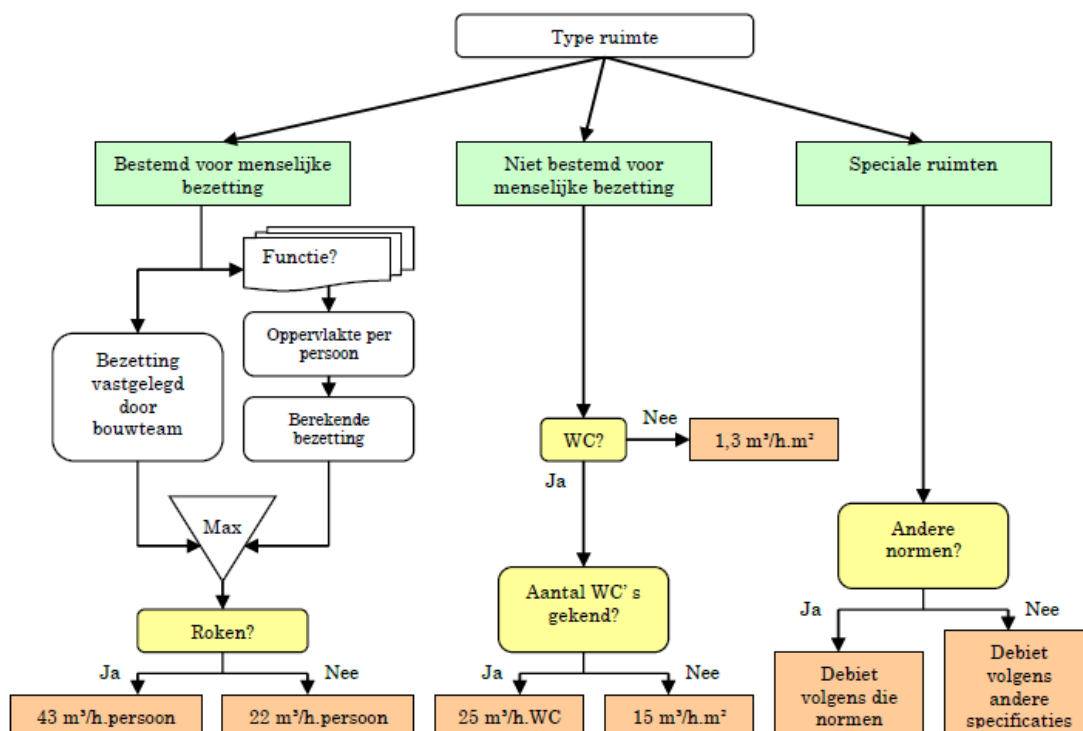 Type ruimte
Bestemd voor menselijke
bezetting
Niet bestemd voor
menselijke bezetting
Speciale ruimten
Functie?
Oppervlakte per
persoon
Bezetting
vastgelegd
door
bouwteam
Berekende
bezetting
Max
Roken?
Ja
Nee
43 m³/h.persoon
22 m³/h.persoon
WC?
Nee
1,3 m³/h.m²
Ja
Aantal WC' s
gekend?
Ja
Nee
25 m³/h.WC
15 m³/h.m²
Andere
normen?
Ja
Nee
Debiet
volgens die
normen
Debiet
volgens
andere
specificaties